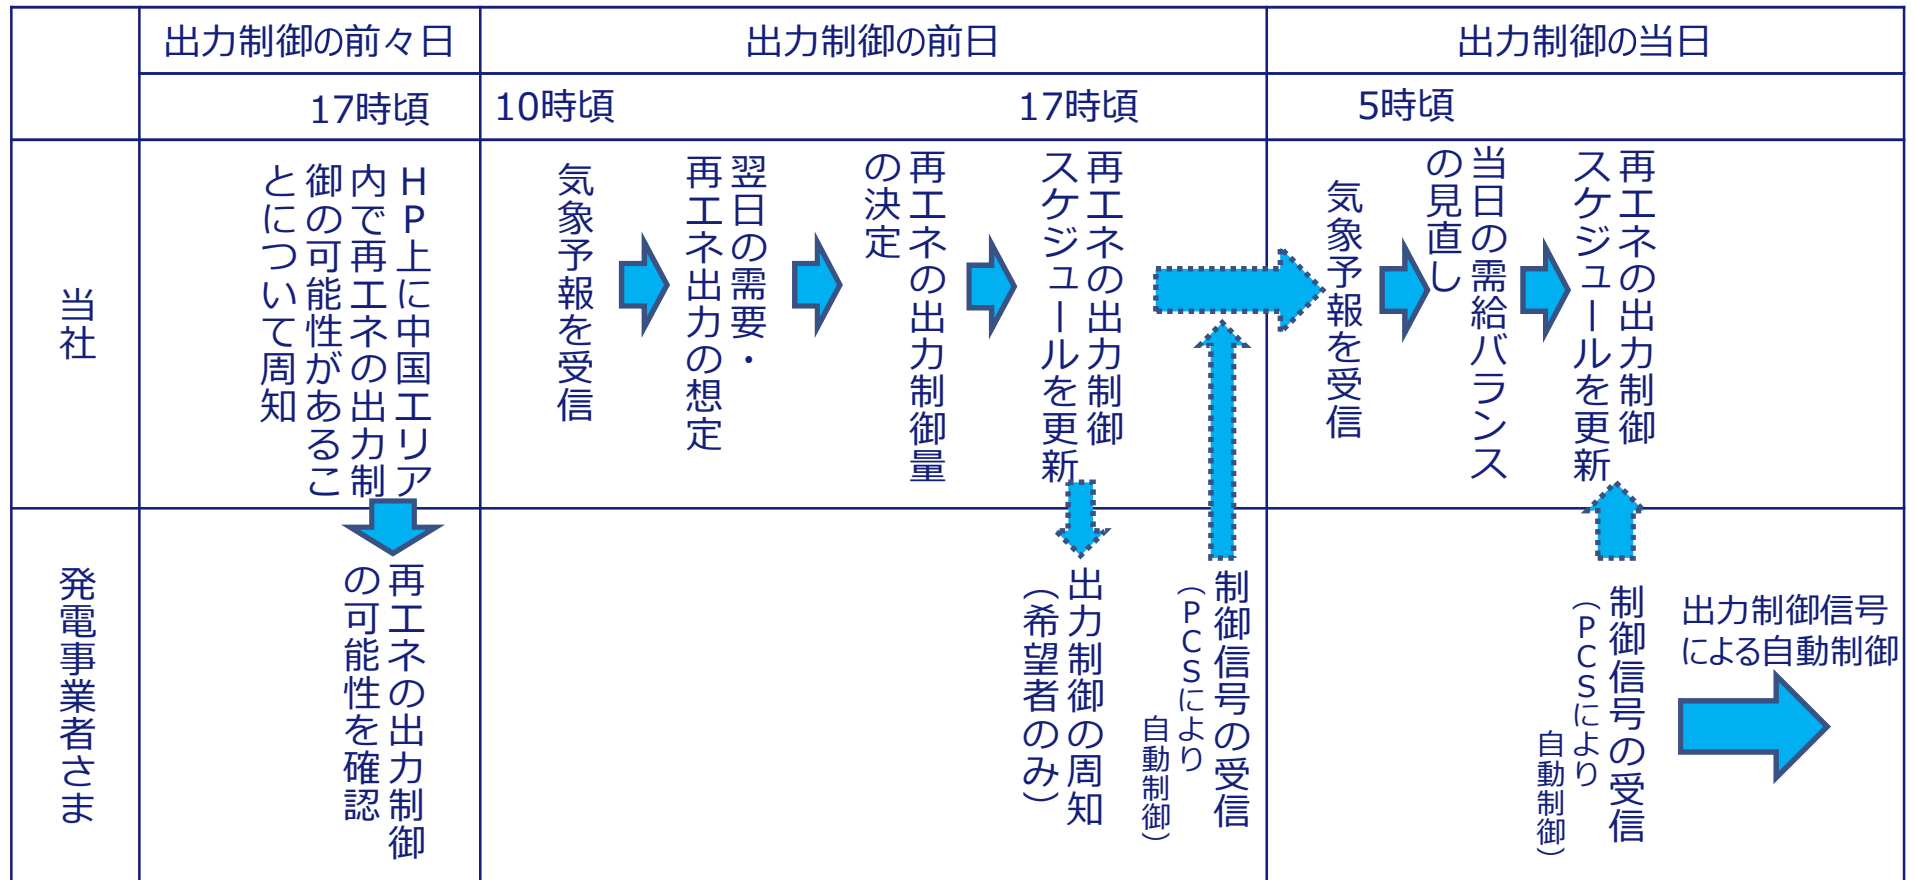 出力制御の前々日
出力制御の前日
出力制御の当日
17時頃
10時頃
17時頃
5時頃
当社
HP上に中国エリア
内で再エネの出力制
御の可能性があるこ
とについて周知
気象予報を受信
翌日の需要・
再エネ出力の想定
再エネの出力制御量
の決定
再エネの出力制御
スケジュールを更新
気象予報を受信
当日の需給バランス
の見直し
再エネの出力制御
スケジュールを更新
発電事業者さま
再エネの出力制御
の可能性を確認
出力制御の周知
（希望者のみ）
制御信号の受信
（PCSにより
自動制御）
制御信号の受信
（PCSにより
自動制御）
出力制御信号
による自動制御